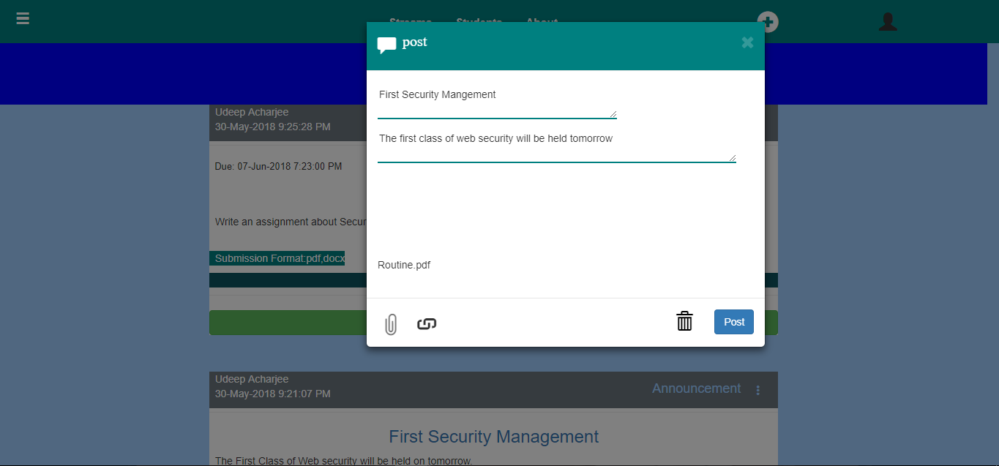 Streams Students About
post
First Security Mangement
The first class of web security will be held tomorrow
Routine.pdf
Post
Udeep Acharjee
30-May-2018 9:25:28 PM
Due: 07-Jun-2018 7:23:00 PM
Write an assignment about Secur
Submission Format:pdf,docx
Udeep Acharjee
30-May-2018 9:21:07 PM
Announcement
First Security Management
The First Class of Web security will be held on tomorrow.